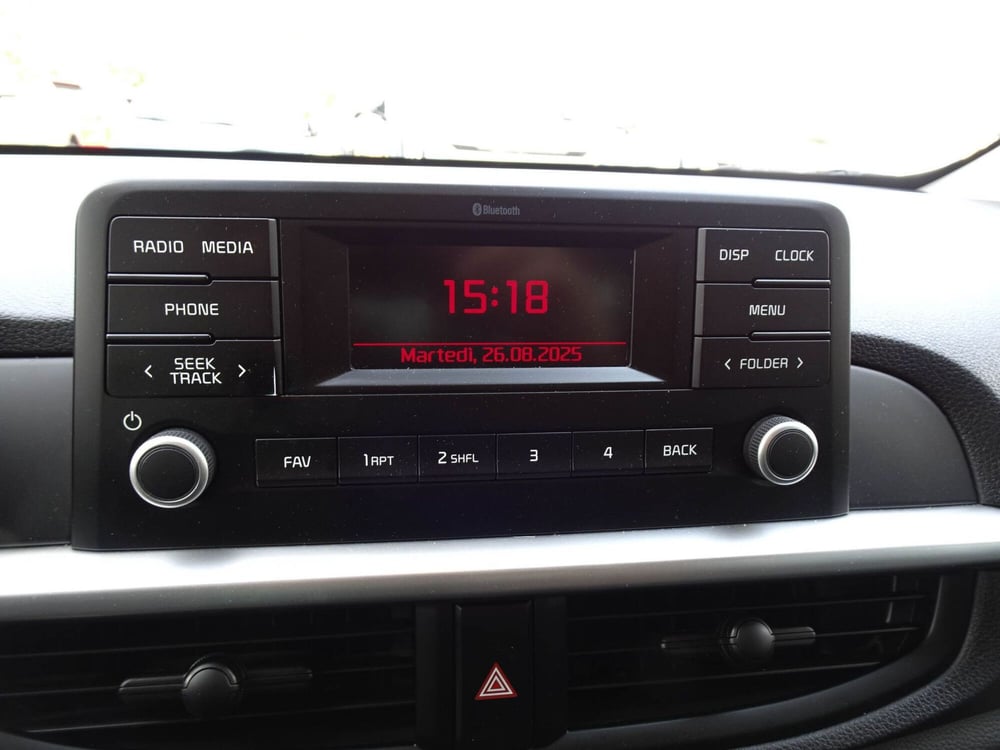 Bluetooth
RADIO MEDIA
DISP CLOCK
15:18
PHONE
MENU
Martedì, 26.08.2025
< SEEK TRACK >
< FOLDER >
FAV
1 RPT
2 SHFL
3
4
BACK